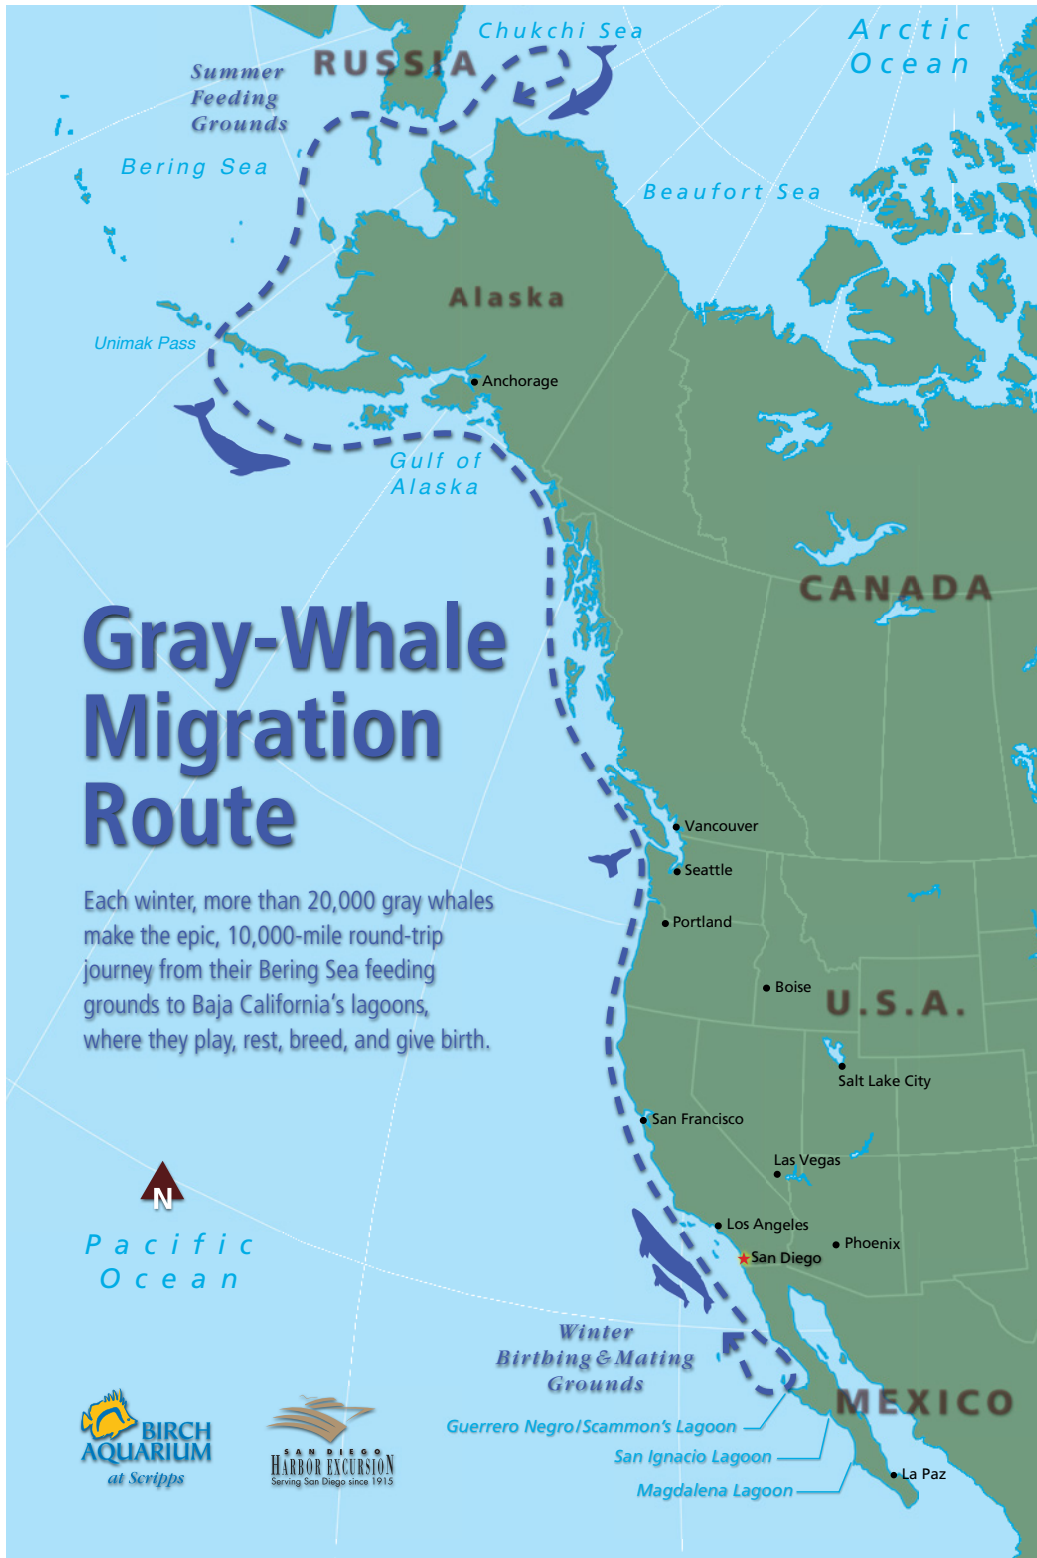 Chukchi Sea
Arctic
Ocean
RUSSIA
Summer
Feeding
Grounds
Bering Sea
Beaufort Sea
Alaska
Unimak Pass
Anchorage
Gulf of
Alaska
CANADA
Gray-Whale
Migration
Route
Vancouver
Seattle
Portland
Each winter, more than 20,000 gray whales
make the epic, 10,000-mile round-trip
journey from their Bering Sea feeding
grounds to Baja California's lagoons,
where they play, rest, breed, and give birth.
Boise
U.S.A.
Salt Lake City
San Francisco
Las Vegas
N
Los Angeles
Phoenix
San Diego
Pacific
Ocean
Winter
Birthing & Mating
Grounds
MEXICO
Guerrero Negro/Scammon's Lagoon
San Ignacio Lagoon
La Paz
Magdalena Lagoon
BIRCH
AQUARIUM
at Scripps
SAN DIEGO
HARBOR EXCURSION
Serving San Diego since 1915